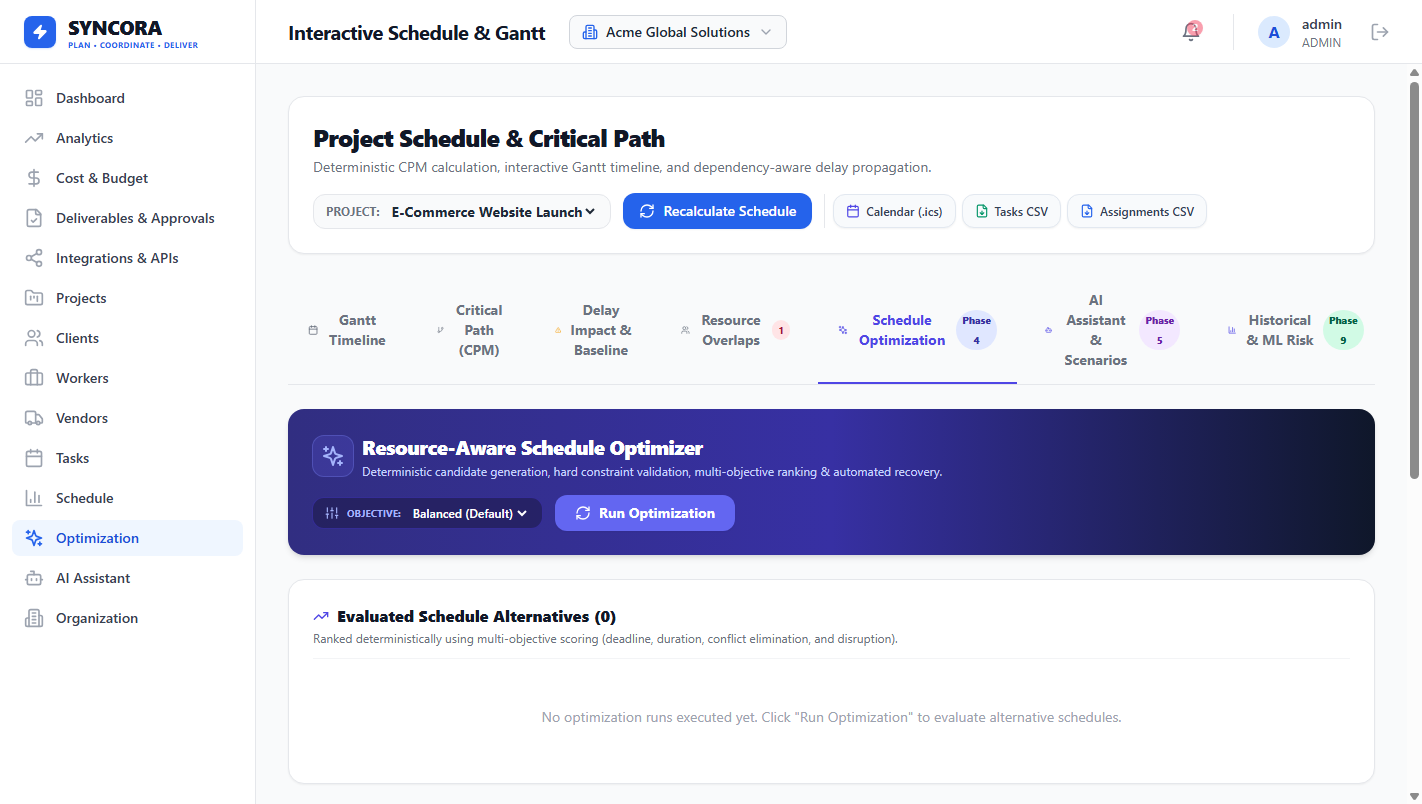 SYNCORA
PLAN • COORDINATE • DELIVER
Interactive Schedule & Gantt
Acme Global Solutions
A
admin
ADMIN
Dashboard
Analytics
Cost & Budget
Deliverables & Approvals
Integrations & APIs
Projects
Clients
Workers
Vendors
Tasks
Schedule
Optimization
AI Assistant
Organization
Project Schedule & Critical Path
Deterministic CPM calculation, interactive Gantt timeline, and dependency-aware delay propagation.
PROJECT: E-Commerce Website Launch
Recalculate Schedule
Calendar (.ics)
Tasks CSV
Assignments CSV
Gantt
Timeline
Critical
Path
(CPM)
Delay
Impact &
Baseline
Resource
Overlaps
1
Schedule
Optimization
Phase
4
AI
Assistant
&
Scenarios
Phase
5
Historical
& ML Risk
Phase
9
Resource-Aware Schedule Optimizer
Deterministic candidate generation, hard constraint validation, multi-objective ranking & automated recovery.
OBJECTIVE: Balanced (Default)
Run Optimization
Evaluated Schedule Alternatives (0)
Ranked deterministically using multi-objective scoring (deadline, duration, conflict elimination, and disruption).
No optimization runs executed yet. Click "Run Optimization" to evaluate alternative schedules.